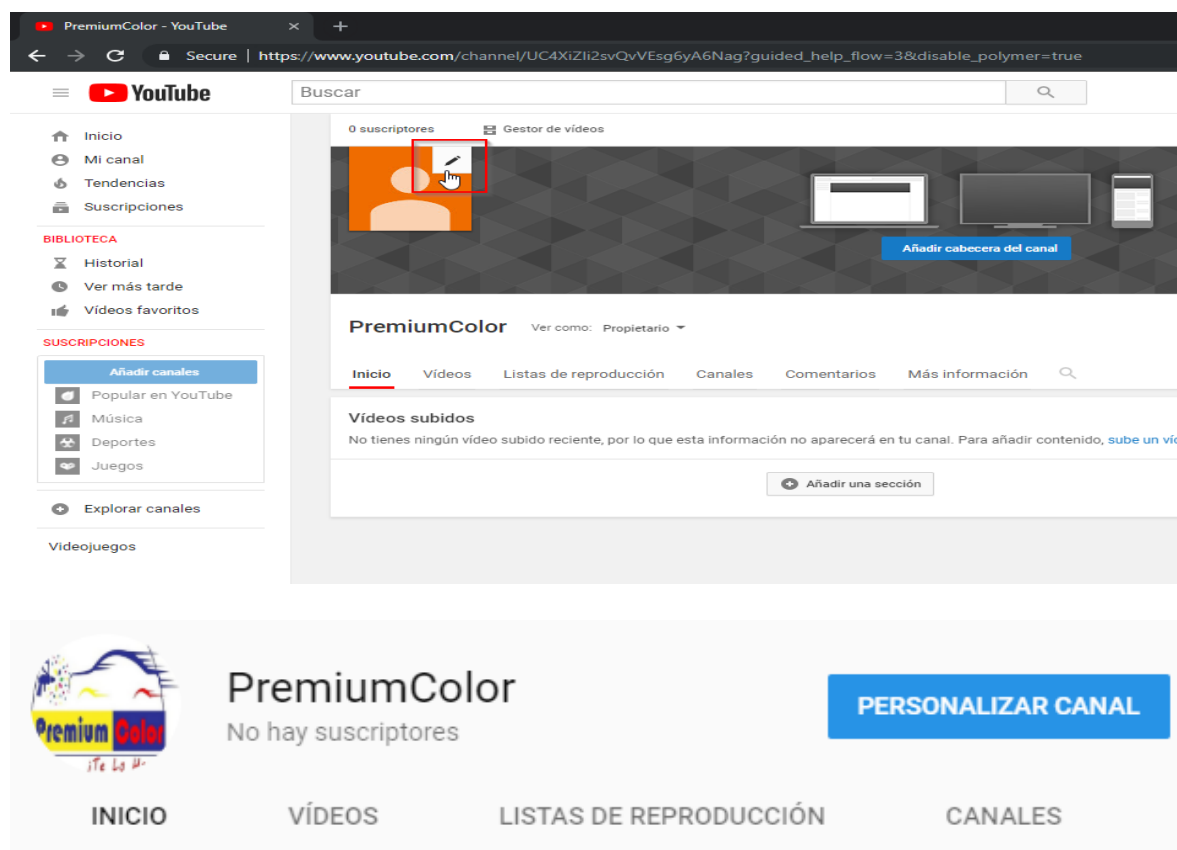 PremiumColor - YouTube
Secure | https://www.youtube.com/channel/UC4XiZIi2svQvVEsg6yA6Nag?guided_help_flow=3&disable_polymer=true
YouTube
Buscar
Inicio
Mi canal
Tendencias
Suscripciones
BIBLIOTECA
Historial
Ver más tarde
Vídeos favoritos
SUSCRIPCIONES
Añadir canales
Popular en YouTube
Música
Deportes
Juegos
Explorar canales
Videojuegos
0 suscriptores
Gestor de vídeos
Añadir cabecera del canal
PremiumColor Ver como: Propietario
Inicio Vídeos Listas de reproducción Canales Comentarios Más información
Vídeos subidos
No tienes ningún vídeo subido reciente, por lo que esta información no aparecerá en tu canal. Para añadir contenido, sube un
Añadir una sección
Premium Color
¡Te Lo
PremiumColor
No hay suscriptores
PERSONALIZAR CANAL
INICIO VÍDEOS LISTAS DE REPRODUCCIÓN CANALES